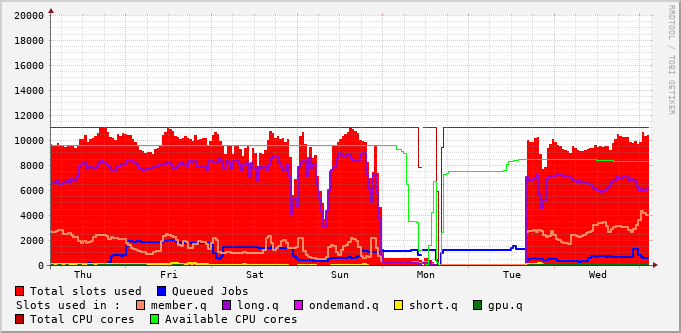 20000
18000
16000
14000
12000
10000
8000
6000
4000
2000
0
Thu Fri Sat Sun Mon Tue Wed
RRDTOOL / TOBI OETIKER
Total slots used Queued Jobs
Slots used in : member.q long.q ondemand.q short.q gpu.q
Total CPU cores Available CPU cores